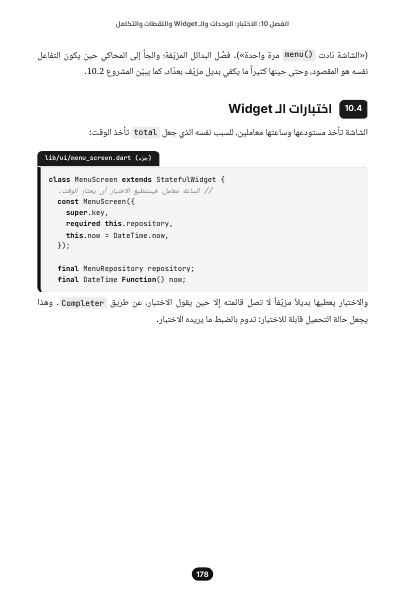 الفصل 10: الاختبار: الوحدات والـ Widget واللقطات والتكامل
(«الشاشة نادت menu() مرة واحدة»). فضّل البدائل المزيّفة؛ والجأ إلى المحاكي حين يكون التفاعل
نفسه هو المقصود، وحتى حينها كثيراً ما يكفي بديل مزيّف بعدّاد، كما يبيّن المشروع 10.2.
10.4 اختبارات الـ Widget
الشاشة تأخذ مستودعها وساعتها معاملين، للسبب نفسه الذي جعل total تأخذ الوقت:
lib/ui/menu_screen.dart (جزء)
class MenuScreen extends StatefulWidget {
// الساعة معامل، فيستطيع الاختبار أن يختار الوقت.
const MenuScreen({
super.key,
required this.repository,
this.now = DateTime.now,
});
final MenuRepository repository;
final DateTime Function() now;
والاختبار يعطيها بديلاً مزيّفاً لا تصل قائمته إلا حين يقول الاختبار، عن طريق Completer. وهذا
يجعل حالة التحميل قابلة للاختبار: تدوم بالضبط ما يريده الاختبار.
178